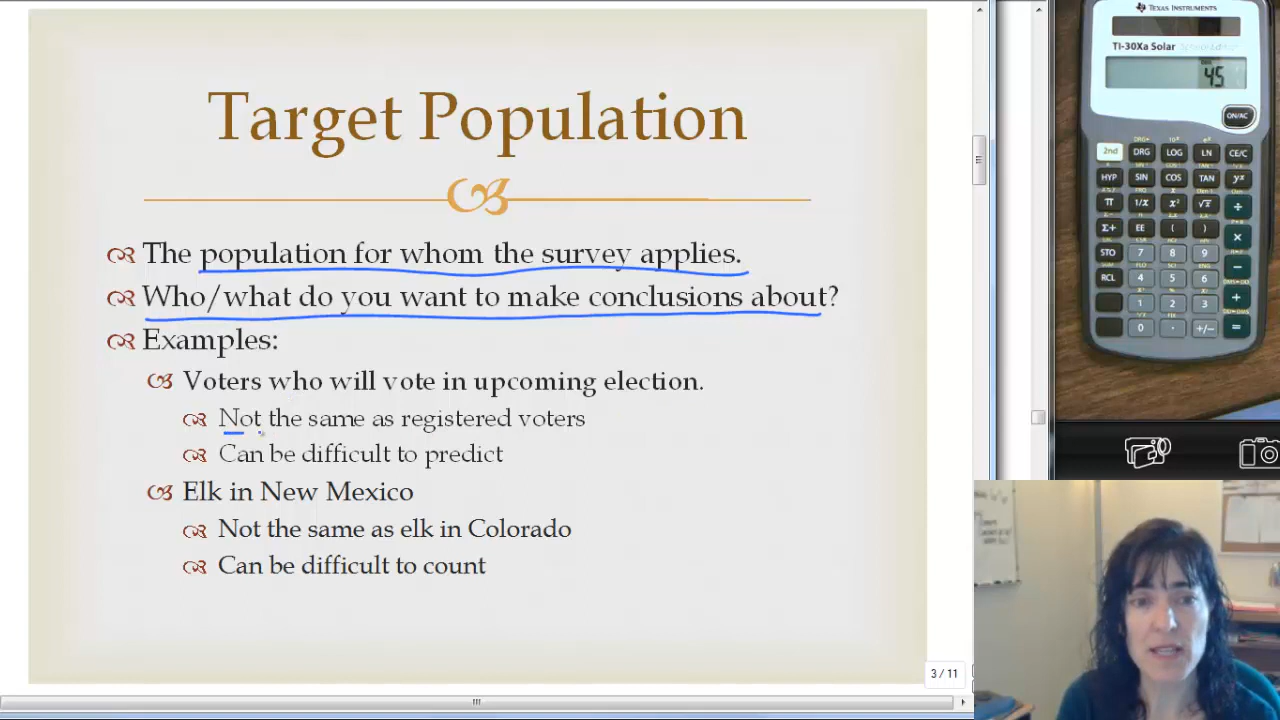 Target Population
The population for whom the survey applies.
Who/what do you want to make conclusions about?
Examples:
Voters who will vote in upcoming election.
Not the same as registered voters
Can be difficult to predict
Elk in New Mexico
Not the same as elk in Colorado
Can be difficult to count
3 / 11
TEXAS INSTRUMENTS
TI-30Xa Solar
45
ON/AC
2nd DRG LOG LN CE/C
HYP SIN COS TAN yx
π 1/x x² √x ÷
Σ+ EE ( ) ×
STO 7 8 9 −
RCL 4 5 6 +
1 2 3
0 . +/− =